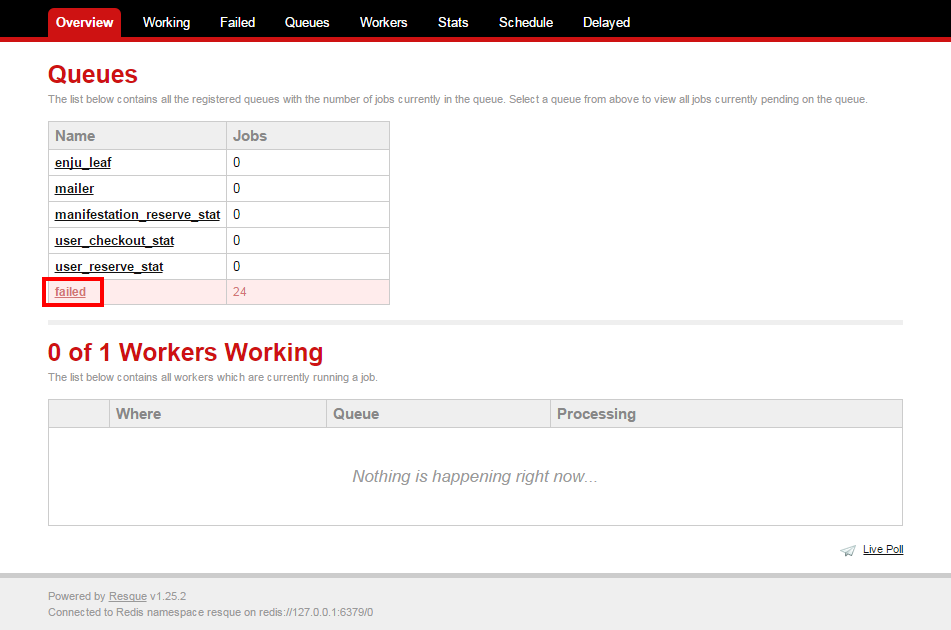 Overview Working Failed Queues Workers Stats Schedule Delayed
Queues
The list below contains all the registered queues with the number of jobs currently in the queue. Select a queue from above to view all jobs currently pending on the queue.
Name Jobs
enju_leaf 0
mailer 0
manifestation_reserve_stat 0
user_checkout_stat 0
user_reserve_stat 0
failed 24
0 of 1 Workers Working
The list below contains all workers which are currently running a job.
Where Queue Processing
Nothing is happening right now...
Live Poll
Powered by Resque v1.25.2
Connected to Redis namespace resque on redis://127.0.0.1:6379/0